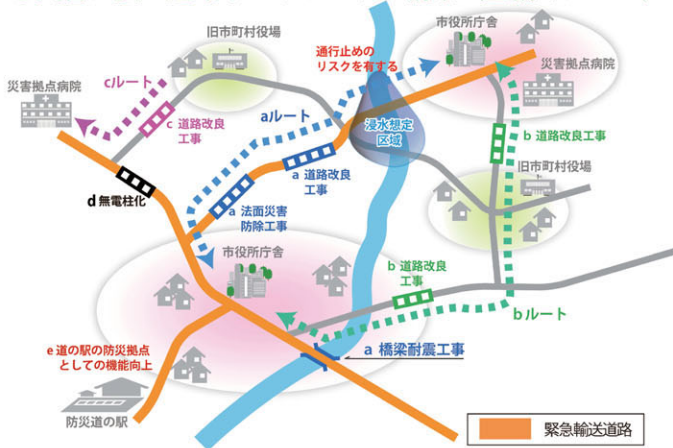 旧市町村役場
市役所庁舎
通行止めの
リスクを有する
災害拠点病院
災害拠点病院
cルート
aルート
c 道路改良
工事
浸水想定
区域
b 道路改良工事
a 道路改良
工事
旧市町村役場
d 無電柱化
a 法面災害
防除工事
市役所庁舎
b 道路改良
工事
bルート
e 道の駅の防災拠点
としての機能向上
a 橋梁耐震工事
防災道の駅
緊急輸送道路